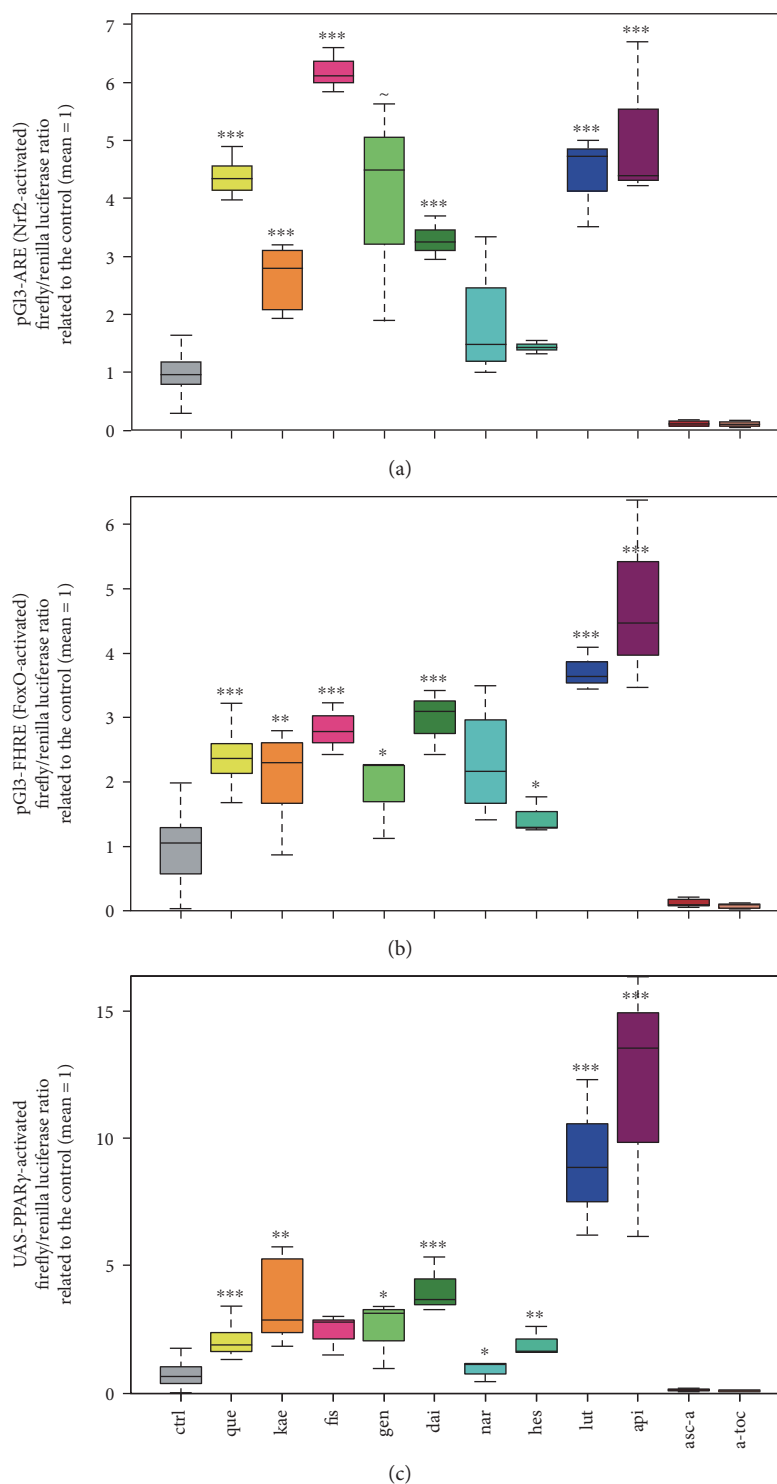 pGl3-ARE (Nrf2-activated)
firefly/renilla luciferase ratio
related to the control (mean = 1)
7
6
5
4
3
2
1
0
***
***
***
~
***
***
***
(a)
pGl3-FHRE (FoxO-activated)
firefly/renilla luciferase ratio
related to the control (mean = 1)
6
5
4
3
2
1
0
***
**
***
*
***
*
***
***
(b)
UAS-PPARγ-activated
firefly/renilla luciferase ratio
related to the control (mean = 1)
15
10
5
0
***
**
*
***
*
**
***
***
ctrl
que
kae
fis
gen
dai
nar
hes
lut
api
asc-a
a-toc
(c)